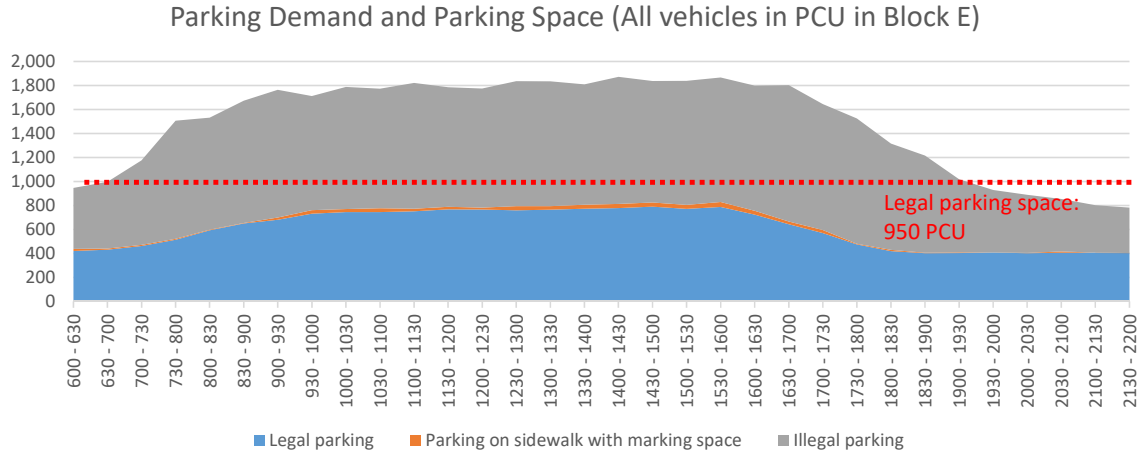 Parking Demand and Parking Space (All vehicles in PCU in Block E)
2,000
1,800
1,600
1,400
1,200
1,000
800
600
400
200
0
Legal parking space:
950 PCU
600 - 630
630 - 700
700 - 730
730 - 800
800 - 830
830 - 900
900 - 930
930 - 1000
1000 - 1030
1030 - 1100
1100 - 1130
1130 - 1200
1200 - 1230
1230 - 1300
1300 - 1330
1330 - 1400
1400 - 1430
1430 - 1500
1500 - 1530
1530 - 1600
1600 - 1630
1630 - 1700
1700 - 1730
1730 - 1800
1800 - 1830
1830 - 1900
1900 - 1930
1930 - 2000
2000 - 2030
2030 - 2100
2100 - 2130
2130 - 2200
Legal parking
Parking on sidewalk with marking space
Illegal parking